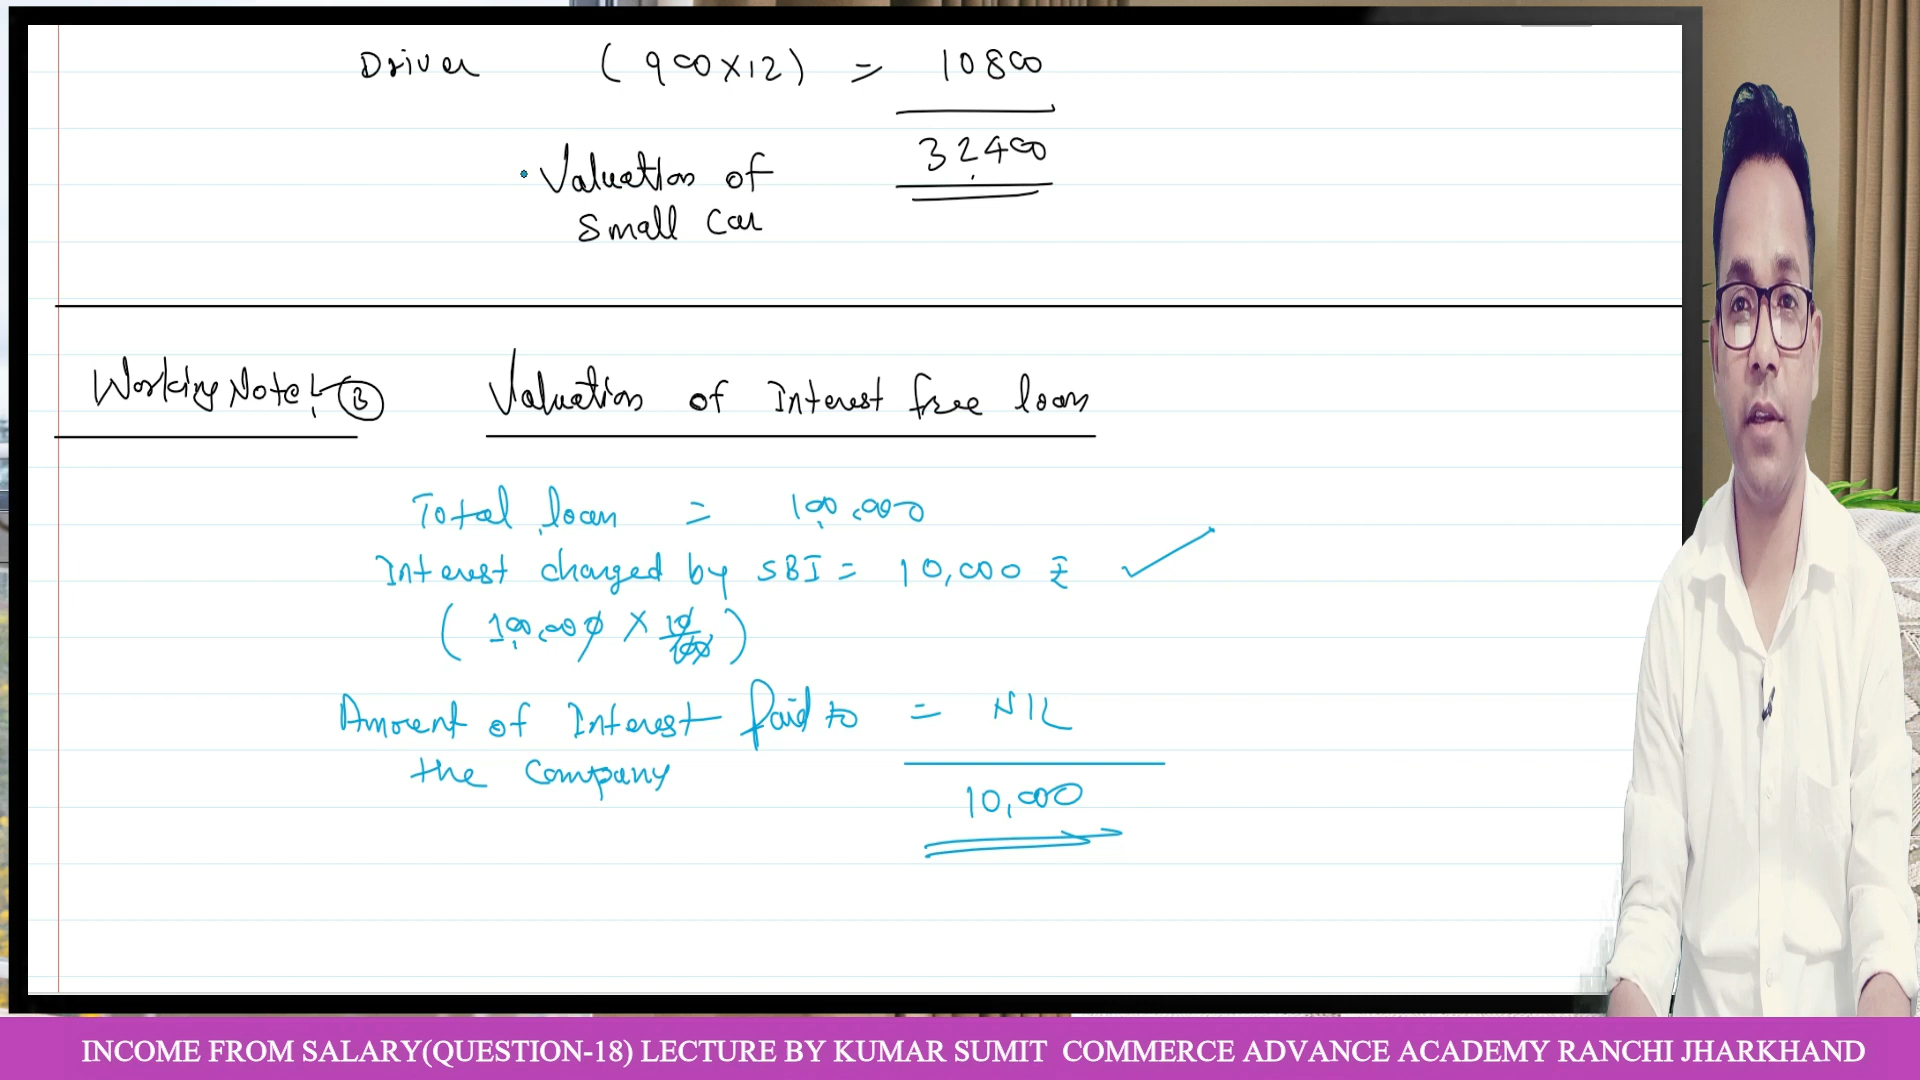 Driver (900×12) = 10800
32400
Valuation of
Small Car
Working Note:- 3 Valuation of Interest free loan
Total loan = 100,000
Interest charged by SBI = 10,000 ₹ ✓
(100,000 × 10/100)
Amount of Interest Paid to = NIL
the Company
10,000
INCOME FROM SALARY(QUESTION-18) LECTURE BY KUMAR SUMIT COMMERCE ADVANCE ACADEMY RANCHI JHARKHAND